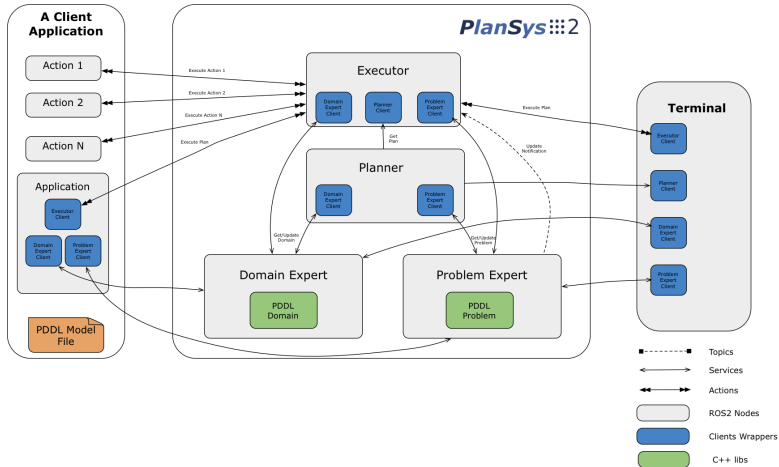 A Client
Application
Action 1
Action 2
Action N
Application
Executor
Client
Domain
Expert
Client
Problem
Expert
Client
PDDL Model
File
Execute Action 1
Execute Action 2
Execute Action N
Execute Plan
PlanSys 2
Executor
Domain
Expert
Client
Planner
Client
Problem
Expert
Client
Get
Plan
Planner
Domain
Expert
Client
Problem
Expert
Client
Get/Update
Domain
Get/Update
Problem
Update
Notification
Domain Expert
PDDL
Domain
Problem Expert
PDDL
Problem
Execute Plan
Terminal
Executor
Client
Planner
Client
Domain
Expert
Client
Problem
Expert
Client
Topics
Services
Actions
ROS2 Nodes
Clients Wrappers
C++ libs